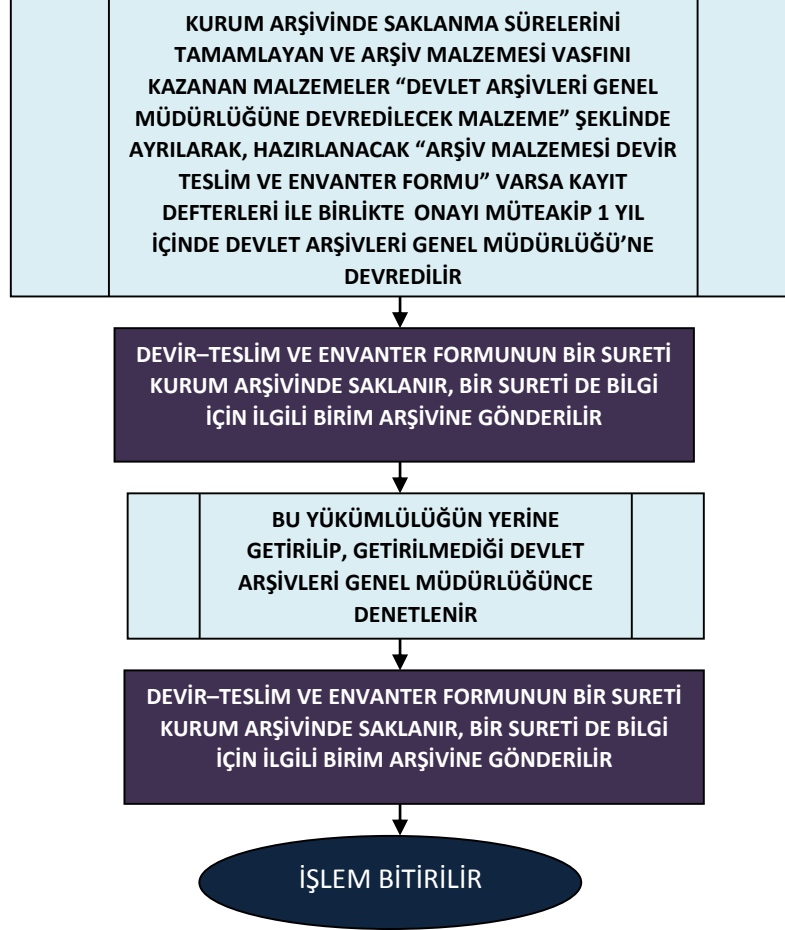 KURUM ARŞİVİNDE SAKLANMA SÜRELERİNİ
TAMAMLAYAN VE ARŞİV MALZEMESİ VASFINI
KAZANAN MALZEMELER “DEVLET ARŞİVLERİ GENEL
MÜDÜRLÜĞÜNE DEVREDİLECEK MALZEME” ŞEKLİNDE
AYRILARAK, HAZIRLANACAK “ARŞİV MALZEMESİ DEVİR
TESLİM VE ENVANTER FORMU” VARSA KAYIT
DEFTERLERİ İLE BİRLİKTE ONAYI MÜTEAKİP 1 YIL
İÇİNDE DEVLET ARŞİVLERİ GENEL MÜDÜRLÜĞÜ’NE
DEVREDİLİR
DEVİR–TESLİM VE ENVANTER FORMUNUN BİR SURETİ
KURUM ARŞİVİNDE SAKLANIR, BİR SURETİ DE BİLGİ
İÇİN İLGİLİ BİRİM ARŞİVİNE GÖNDERİLİR
BU YÜKÜMLÜLÜĞÜN YERİNE
GETİRİLİP, GETİRİLMEDİĞİ DEVLET
ARŞİVLERİ GENEL MÜDÜRLÜĞÜNCE
DENETLENİR
DEVİR–TESLİM VE ENVANTER FORMUNUN BİR SURETİ
KURUM ARŞİVİNDE SAKLANIR, BİR SURETİ DE BİLGİ
İÇİN İLGİLİ BİRİM ARŞİVİNE GÖNDERİLİR
İŞLEM BİTİRİLİR